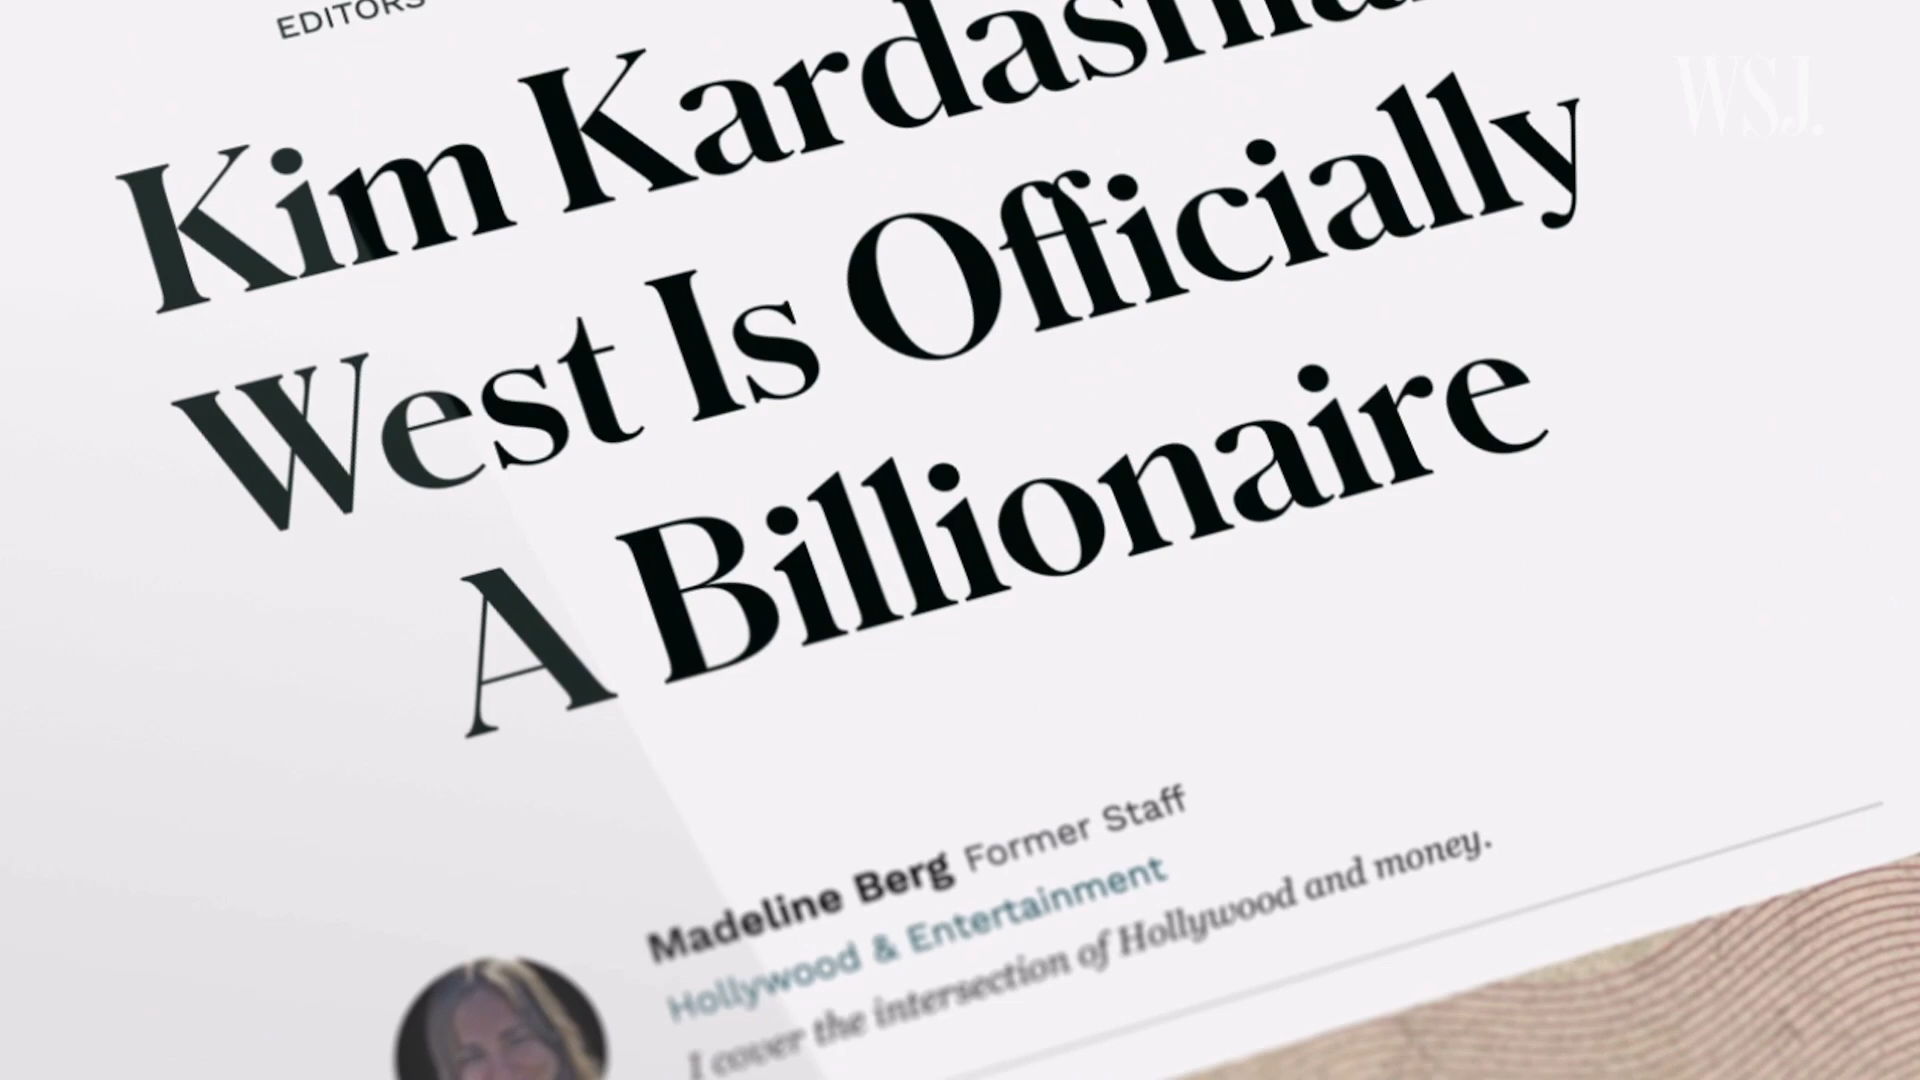 EDITORS'
Kim Kardashian
West Is Officially
A Billionaire
WSJ.
Madeline Berg Former Staff
Hollywood & Entertainment
I cover the intersection of Hollywood and money.